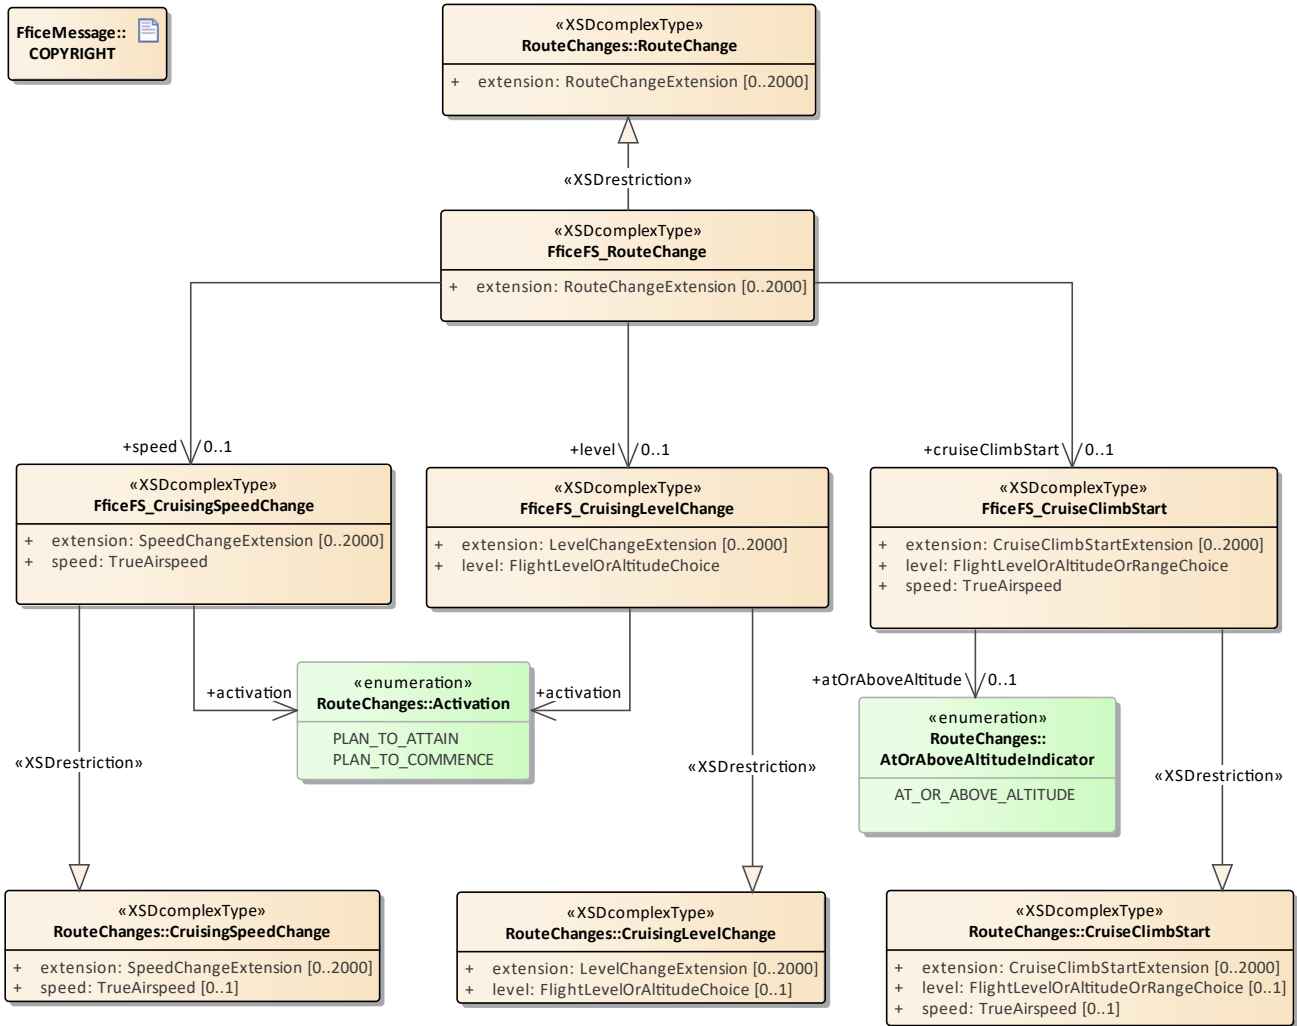 FficeMessage::
COPYRIGHT
«XSDcomplexType»
RouteChanges::RouteChange
+ extension: RouteChangeExtension [0..2000]
«XSDrestriction»
«XSDcomplexType»
FficeFS_RouteChange
+ extension: RouteChangeExtension [0..2000]
+speed 0..1
+level 0..1
+cruiseClimbStart 0..1
«XSDcomplexType»
FficeFS_CruisingSpeedChange
+ extension: SpeedChangeExtension [0..2000]
+ speed: TrueAirspeed
«XSDcomplexType»
FficeFS_CruisingLevelChange
+ extension: LevelChangeExtension [0..2000]
+ level: FlightLevelOrAltitudeChoice
«XSDcomplexType»
FficeFS_CruiseClimbStart
+ extension: CruiseClimbStartExtension [0..2000]
+ level: FlightLevelOrAltitudeOrRangeChoice
+ speed: TrueAirspeed
+activation
«enumeration»
RouteChanges::Activation
PLAN_TO_ATTAIN
PLAN_TO_COMMENCE
+activation
+atOrAboveAltitude 0..1
«enumeration»
RouteChanges::
AtOrAboveAltitudeIndicator
AT_OR_ABOVE_ALTITUDE
«XSDrestriction»
«XSDrestriction»
«XSDrestriction»
«XSDcomplexType»
RouteChanges::CruisingSpeedChange
+ extension: SpeedChangeExtension [0..2000]
+ speed: TrueAirspeed [0..1]
«XSDcomplexType»
RouteChanges::CruisingLevelChange
+ extension: LevelChangeExtension [0..2000]
+ level: FlightLevelOrAltitudeChoice [0..1]
«XSDcomplexType»
RouteChanges::CruiseClimbStart
+ extension: CruiseClimbStartExtension [0..2000]
+ level: FlightLevelOrAltitudeOrRangeChoice [0..1]
+ speed: TrueAirspeed [0..1]